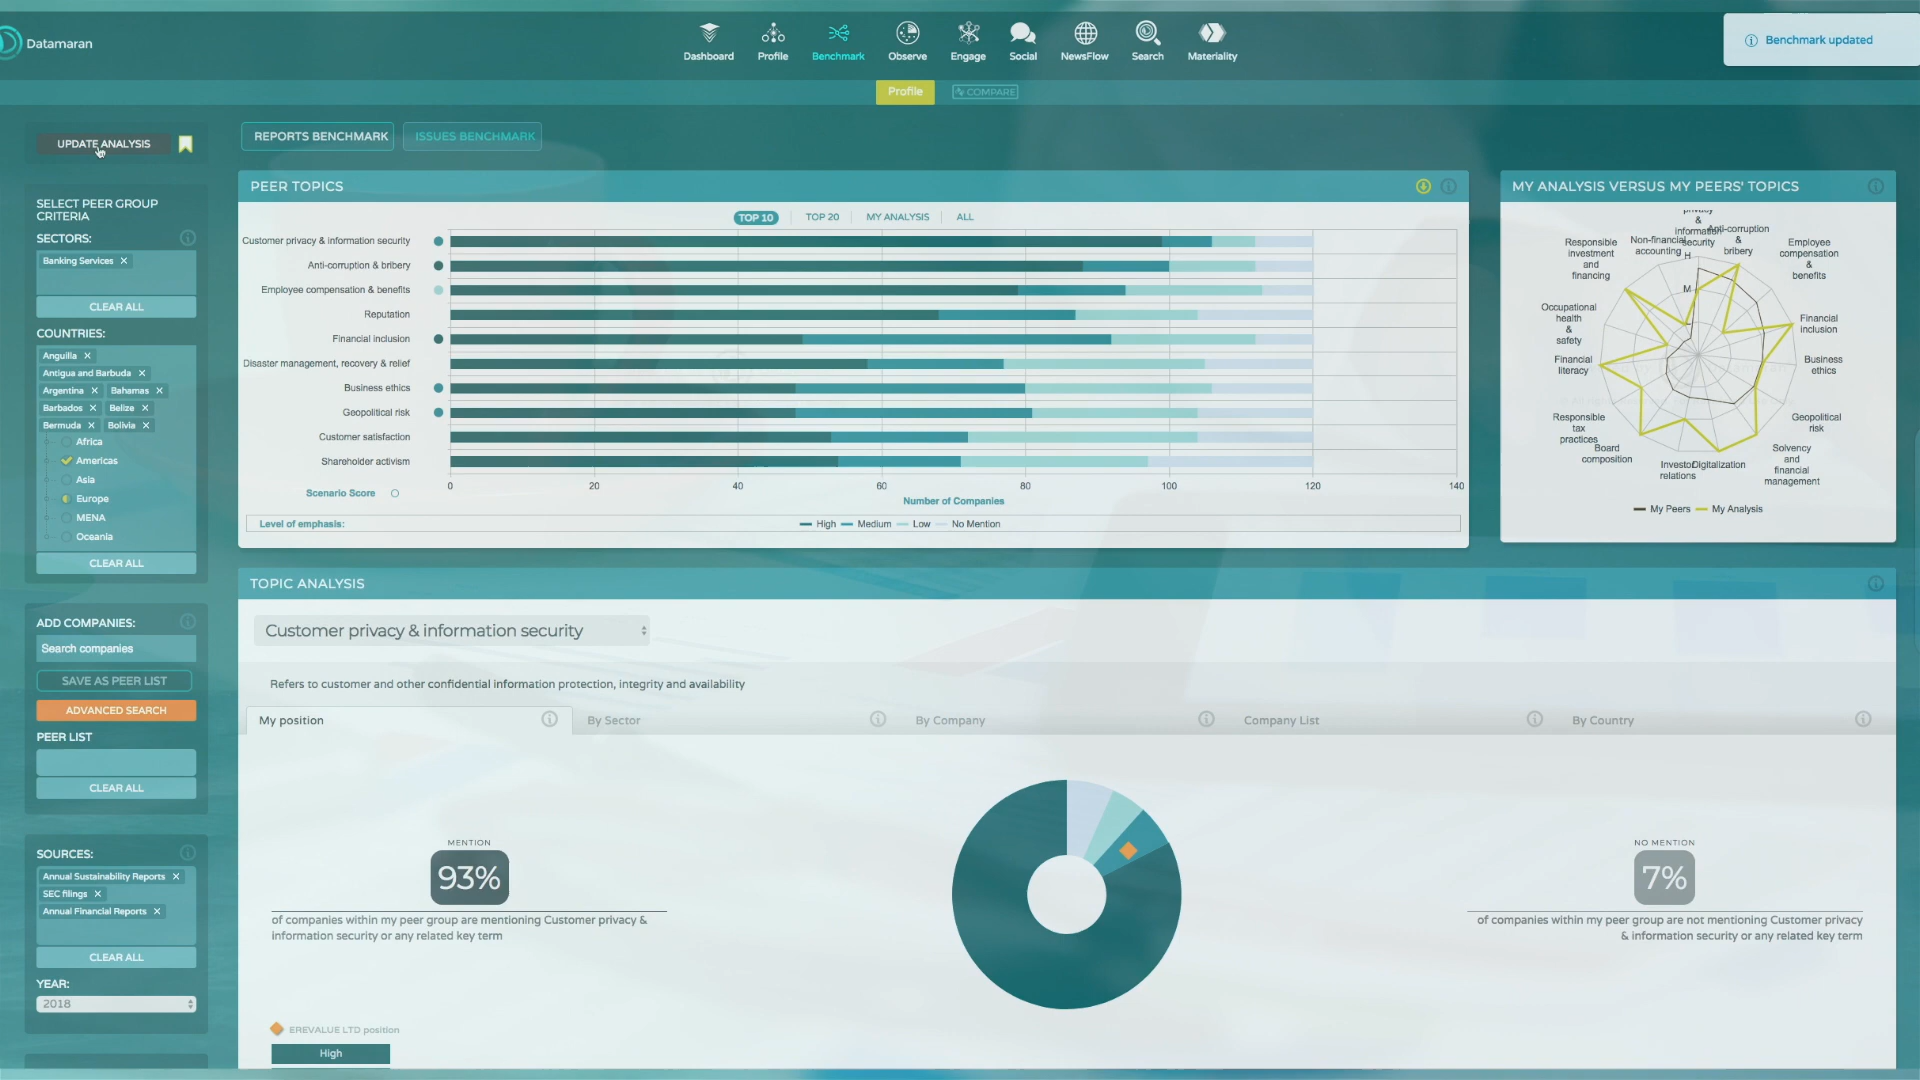 Datamaran
Dashboard
Profile
Benchmark
Observe
Engage
Social
NewsFlow
Search
Materiality
Benchmark updated
Profile
COMPARE
UPDATE ANALYSIS
REPORTS BENCHMARK
ISSUES BENCHMARK
SELECT PEER GROUP
CRITERIA
SECTORS:
Banking Services ×
CLEAR ALL
COUNTRIES:
Anguilla ×
Antigua and Barbuda ×
Argentina × Bahamas ×
Barbados × Belize ×
Bermuda × Bolivia ×
Africa
Americas
Asia
Europe
MENA
Oceania
CLEAR ALL
ADD COMPANIES:
Search companies
SAVE AS PEER LIST
ADVANCED SEARCH
PEER LIST
CLEAR ALL
SOURCES:
Annual Sustainability Reports ×
SEC filings ×
Annual Financial Reports ×
CLEAR ALL
YEAR:
2018
PEER TOPICS
TOP 10
TOP 20
MY ANALYSIS
ALL
Customer privacy & information security
Anti-corruption & bribery
Employee compensation & benefits
Reputation
Financial inclusion
Disaster management, recovery & relief
Business ethics
Geopolitical risk
Customer satisfaction
Shareholder activism
0 20 40 60 80 100 120 140
Scenario Score
Number of Companies
Level of emphasis:
High Medium Low No Mention
MY ANALYSIS VERSUS MY PEERS' TOPICS
privacy
&
information
security
Anti-corruption
&
bribery
Employee
compensation
&
benefits
Financial
inclusion
Business
ethics
Geopolitical
risk
Solvency
and
financial
management
Digitalization
Investor
relations
Board
composition
Responsible
tax
practices
Financial
literacy
Occupational
health
&
safety
Responsible
investment
and
financing
Non-financial
accounting
H
M
My Peers My Analysis
TOPIC ANALYSIS
Customer privacy & information security
Refers to customer and other confidential information protection, integrity and availability
My position
By Sector
By Company
Company List
By Country
MENTION
93%
of companies within my peer group are mentioning Customer privacy &
information security or any related key term
NO MENTION
7%
of companies within my peer group are not mentioning Customer privacy
& information security or any related key term
EREVALUE LTD position
High